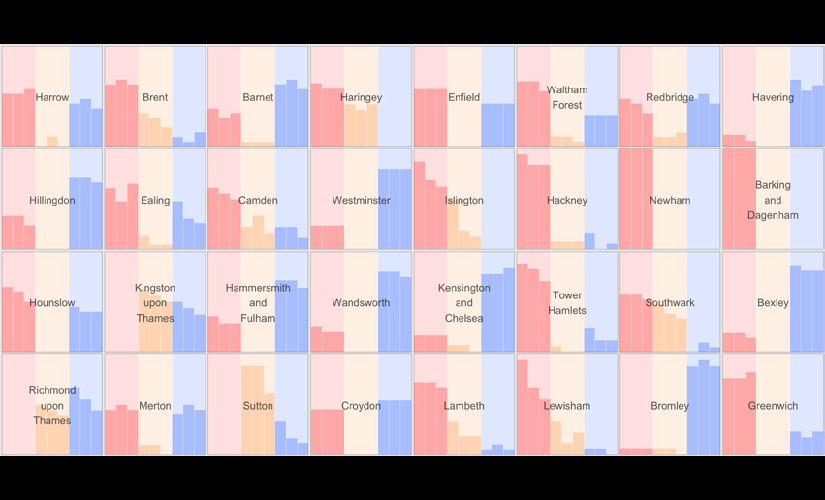 Harrow
Brent
Barnet
Haringey
Enfield
Waltham
Forest
Redbridge
Havering
Hillingdon
Ealing
Camden
Westminster
Islington
Hackney
Newham
Barking
and
Dagenham
Hounslow
Kingston
upon
Thames
Hammersmith
and
Fulham
Wandsworth
Kensington
and
Chelsea
Tower
Hamlets
Southwark
Bexley
Richmond
upon
Thames
Merton
Sutton
Croydon
Lambeth
Lewisham
Bromley
Greenwich